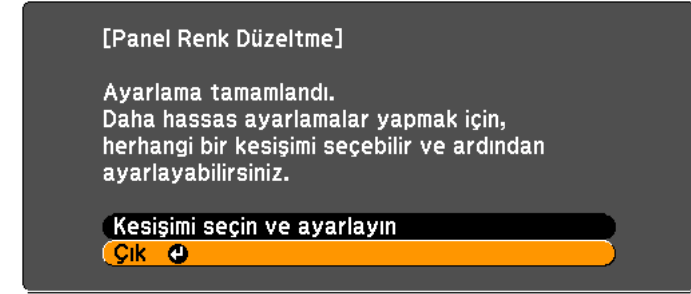 [Panel Renk Düzeltme]
Ayarlama tamamlandı.
Daha hassas ayarlamalar yapmak için,
herhangi bir kesişimi seçebilir ve ardından
ayarlayabilirsiniz.
Kesişimi seçin ve ayarlayın
Çık